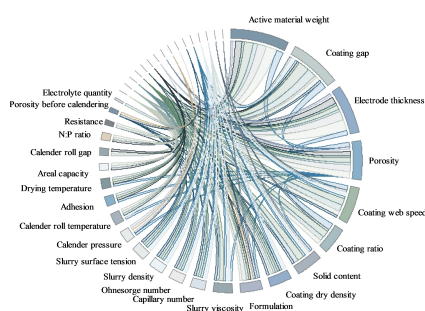 Active material weight
Coating gap
Electrode thickness
Porosity
Coating web speed
Coating ratio
Solid content
Coating dry density
Formulation
Slurry viscosity
Capillary number
Ohnesorge number
Slurry density
Slurry surface tension
Calender pressure
Calender roll temperature
Adhesion
Drying temperature
Areal capacity
Calender roll gap
N:P ratio
Resistance
Porosity before calendering
Electrolyte quantity